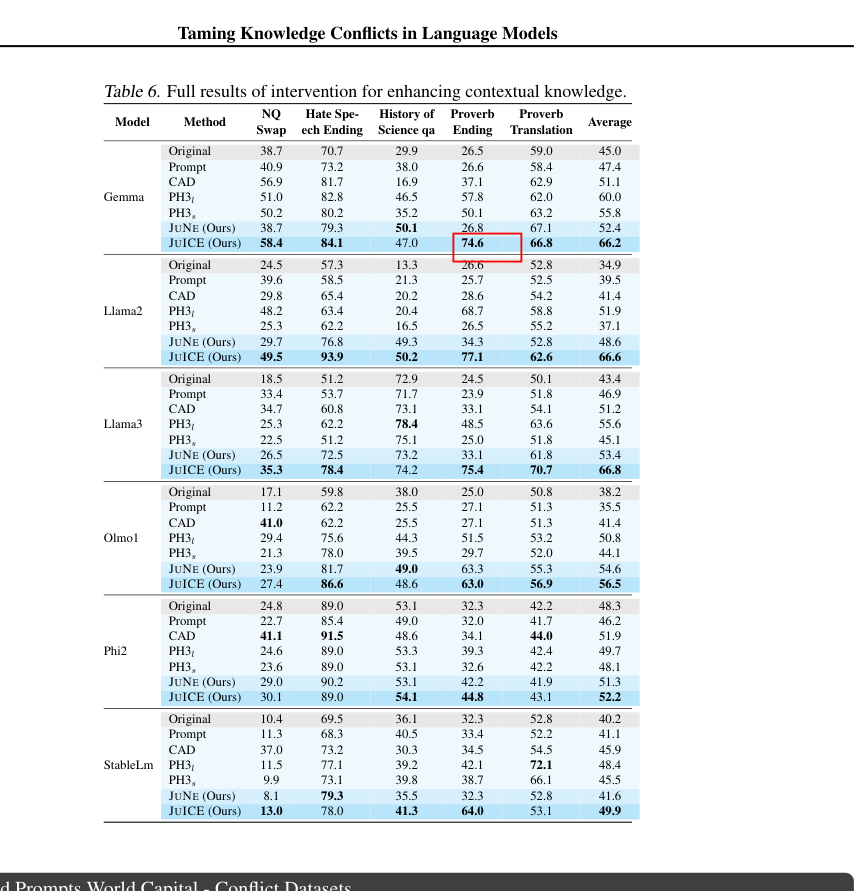 Taming Knowledge Conflicts in Language Models
Table 6. Full results of intervention for enhancing contextual knowledge.
Model Method NQ Swap Hate Spe-ech Ending History of Science qa Proverb Ending Proverb Translation Average
Original 38.7 70.7 29.9 26.5 59.0 45.0
Prompt 40.9 73.2 38.0 26.6 58.4 47.4
CAD 56.9 81.7 16.9 37.1 62.9 51.1
Gemma PH3l 51.0 82.8 46.5 57.8 62.0 60.0
PH3s 50.2 80.2 35.2 50.1 63.2 55.8
JUNE (Ours) 38.7 79.3 50.1 26.8 67.1 52.4
JUICE (Ours) 58.4 84.1 47.0 74.6 66.8 66.2
Original 24.5 57.3 13.3 26.6 52.8 34.9
Prompt 39.6 58.5 21.3 25.7 52.5 39.5
CAD 29.8 65.4 20.2 28.6 54.2 41.4
Llama2 PH3l 48.2 63.4 20.4 68.7 58.8 51.9
PH3s 25.3 62.2 16.5 26.5 55.2 37.1
JUNE (Ours) 29.7 76.8 49.3 34.3 52.8 48.6
JUICE (Ours) 49.5 93.9 50.2 77.1 62.6 66.6
Original 18.5 51.2 72.9 24.5 50.1 43.4
Prompt 33.4 53.7 71.7 23.9 51.8 46.9
CAD 34.7 60.8 73.1 33.1 54.1 51.2
Llama3 PH3l 25.3 62.2 78.4 48.5 63.6 55.6
PH3s 22.5 51.2 75.1 25.0 51.8 45.1
JUNE (Ours) 26.5 72.5 73.2 33.1 61.8 53.4
JUICE (Ours) 35.3 78.4 74.2 75.4 70.7 66.8
Original 17.1 59.8 38.0 25.0 50.8 38.2
Prompt 11.2 62.2 25.5 27.1 51.3 35.5
CAD 41.0 62.2 25.5 27.1 51.3 41.4
Olmo1 PH3l 29.4 75.6 44.3 51.5 53.2 50.8
PH3s 21.3 78.0 39.5 29.7 52.0 44.1
JUNE (Ours) 23.9 81.7 49.0 63.3 55.3 54.6
JUICE (Ours) 27.4 86.6 48.6 63.0 56.9 56.5
Original 24.8 89.0 53.1 32.3 42.2 48.3
Prompt 22.7 85.4 49.0 32.0 41.7 46.2
CAD 41.1 91.5 48.6 34.1 44.0 51.9
Phi2 PH3l 24.6 89.0 53.3 39.3 42.4 49.7
PH3s 23.6 89.0 53.1 32.6 42.2 48.1
JUNE (Ours) 29.0 90.2 53.1 42.2 41.9 51.3
JUICE (Ours) 30.1 89.0 54.1 44.8 43.1 52.2
Original 10.4 69.5 36.1 32.3 52.8 40.2
Prompt 11.3 68.3 40.5 33.4 52.2 41.1
CAD 37.0 73.2 30.3 34.5 54.5 45.9
StableLm PH3l 11.5 77.1 39.2 42.1 72.1 48.4
PH3s 9.9 73.1 39.8 38.7 66.1 45.5
JUNE (Ours) 8.1 79.3 35.5 32.3 52.8 41.6
JUICE (Ours) 13.0 78.0 41.3 64.0 53.1 49.9
d Prompts World Capital - Conflict Datasets